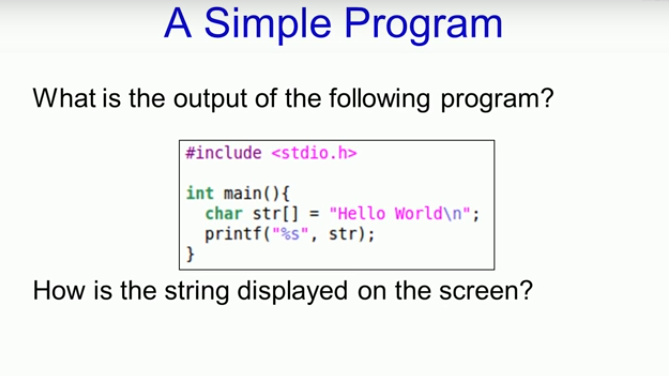 A Simple Program
What is the output of the following program?
#include <stdio.h>
int main(){
char str[] = "Hello World\n";
printf("%s", str);
}
How is the string displayed on the screen?